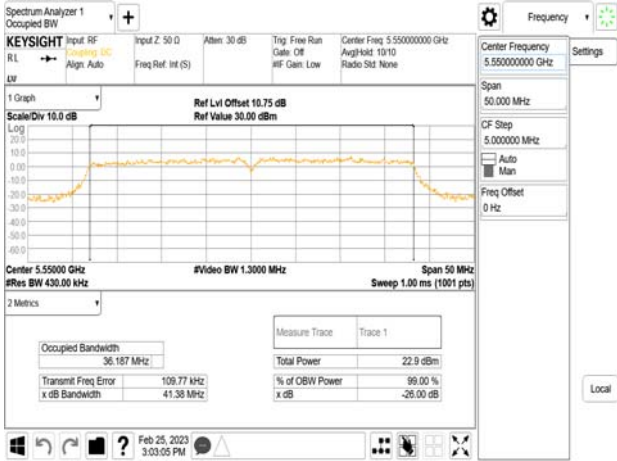 Spectrum Analyzer 1
Occupied BW
Frequency
KEYSIGHT
Input: RF
Input Z: 50 Ω
Atten: 30 dB
Trig: Free Run
Center Freq: 5.550000000 GHz
RL
Coupling: DC
Gate: Off
Avg|Hold: 10/10
Align: Auto
Freq Ref: Int (S)
#IF Gain: Low
Radio Std: None
Center Frequency
5.550000000 GHz
Settings
Span
50.000 MHz
CF Step
5.000000 MHz
Auto
Man
Freq Offset
0 Hz
Local
1 Graph
Ref Lvl Offset 10.75 dB
Scale/Div 10.0 dB
Ref Value 30.00 dBm
Log
20.0
10.0
0.00
-10.0
-20.0
-30.0
-40.0
-50.0
-60.0
Center 5.55000 GHz
#Video BW 1.3000 MHz
Span 50 MHz
#Res BW 430.00 kHz
Sweep 1.00 ms (1001 pts)
2 Metrics
Measure Trace
Trace 1
Occupied Bandwidth
36.187 MHz
Total Power
22.9 dBm
Transmit Freq Error
109.77 kHz
% of OBW Power
99.00 %
x dB Bandwidth
41.38 MHz
x dB
-26.00 dB
Feb 25, 2023
3:03:05 PM